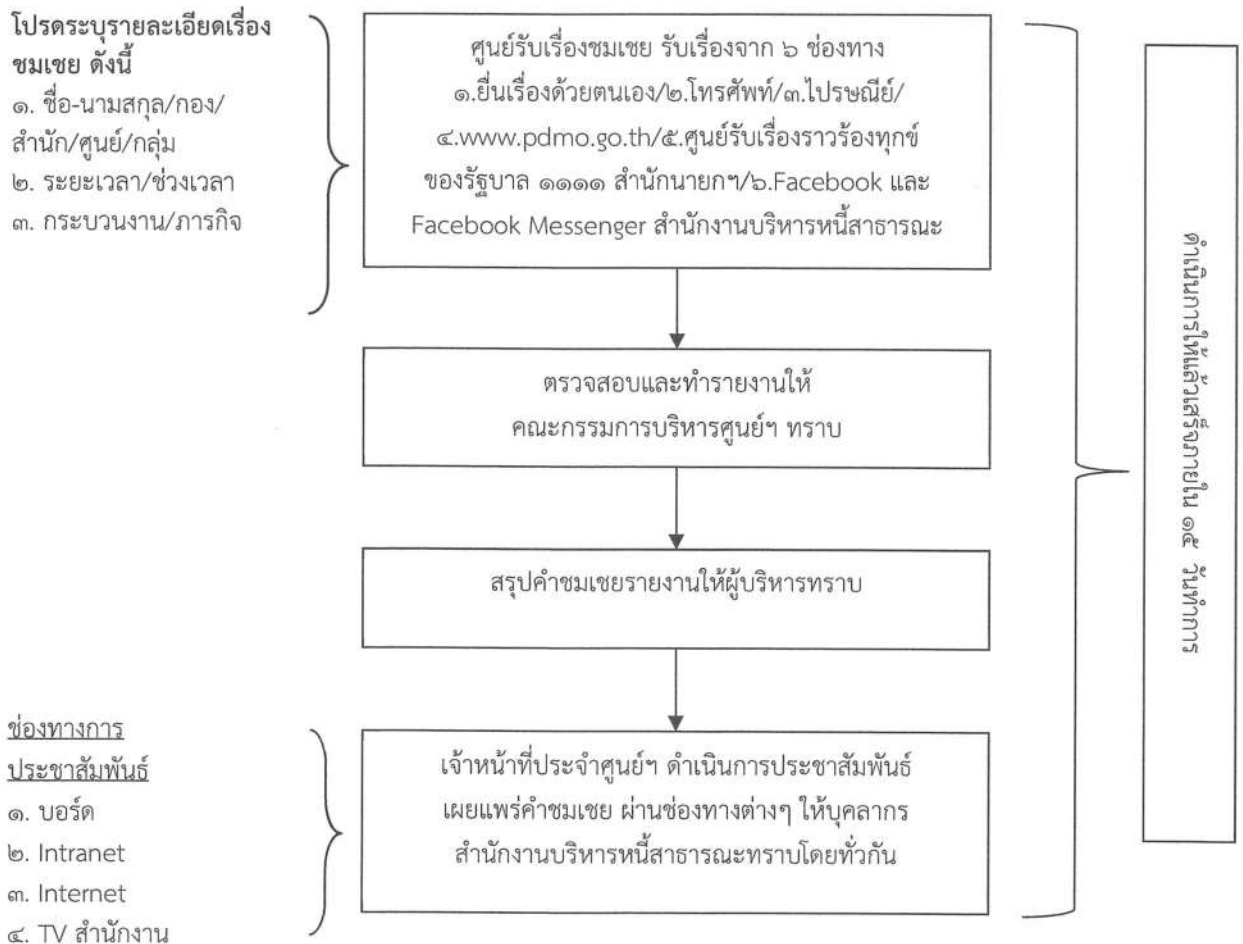 โปรดระบุรายละเอียดเรื่อง
ชมเชย ดังนี้
๑. ชื่อ-นามสกุล/กอง/
สำนัก/ศูนย์/กลุ่ม
๒. ระยะเวลา/ช่วงเวลา
๓. กระบวนงาน/ภารกิจ
ศูนย์รับเรื่องชมเชย รับเรื่องจาก ๖ ช่องทาง
๑.ยื่นเรื่องด้วยตนเอง/๒.โทรศัพท์/๓.ไปรษณีย์/
๔.www.pdmo.go.th/๕.ศูนย์รับเรื่องราวร้องทุกข์
ของรัฐบาล ๑๑๑๑ สำนักนายกฯ/๖.Facebook และ
Facebook Messenger สำนักงานบริหารหนี้สาธารณะ
ตรวจสอบและทำรายงานให้
คณะกรรมการบริหารศูนย์ฯ ทราบ
สรุปคำชมเชยรายงานให้ผู้บริหารทราบ
ช่องทางการ
ประชาสัมพันธ์
๑. บอร์ด
๒. Intranet
๓. Internet
๔. TV สำนักงาน
เจ้าหน้าที่ประจำศูนย์ฯ ดำเนินการประชาสัมพันธ์
เผยแพร่คำชมเชย ผ่านช่องทางต่างๆ ให้บุคลากร
สำนักงานบริหารหนี้สาธารณะทราบโดยทั่วกัน
ดำเนินการให้แล้วเสร็จภายใน ๑๕ วันทำการ